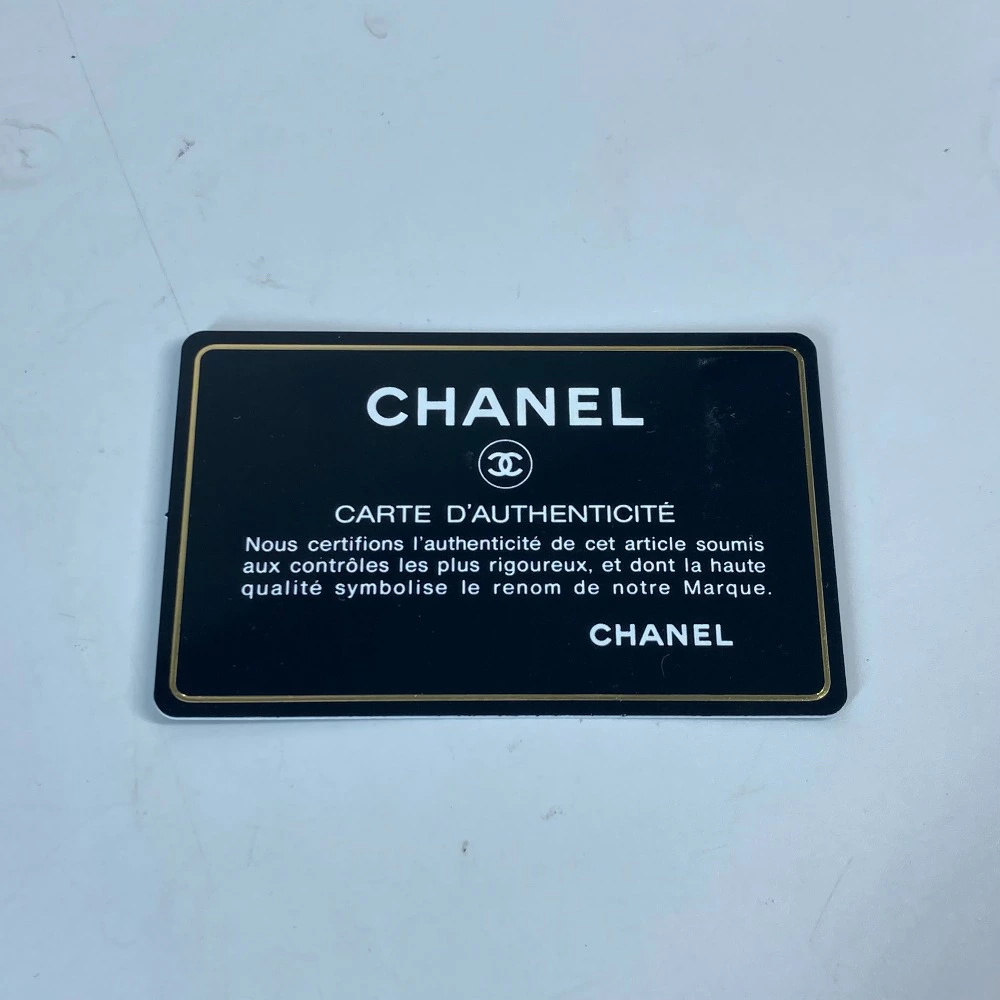 CHANEL
CARTE D'AUTHENTICITÉ
Nous certifions l'authenticité de cet article soumis
aux contrôles les plus rigoureux, et dont la haute
qualité symbolise le renom de notre Marque.
CHANEL